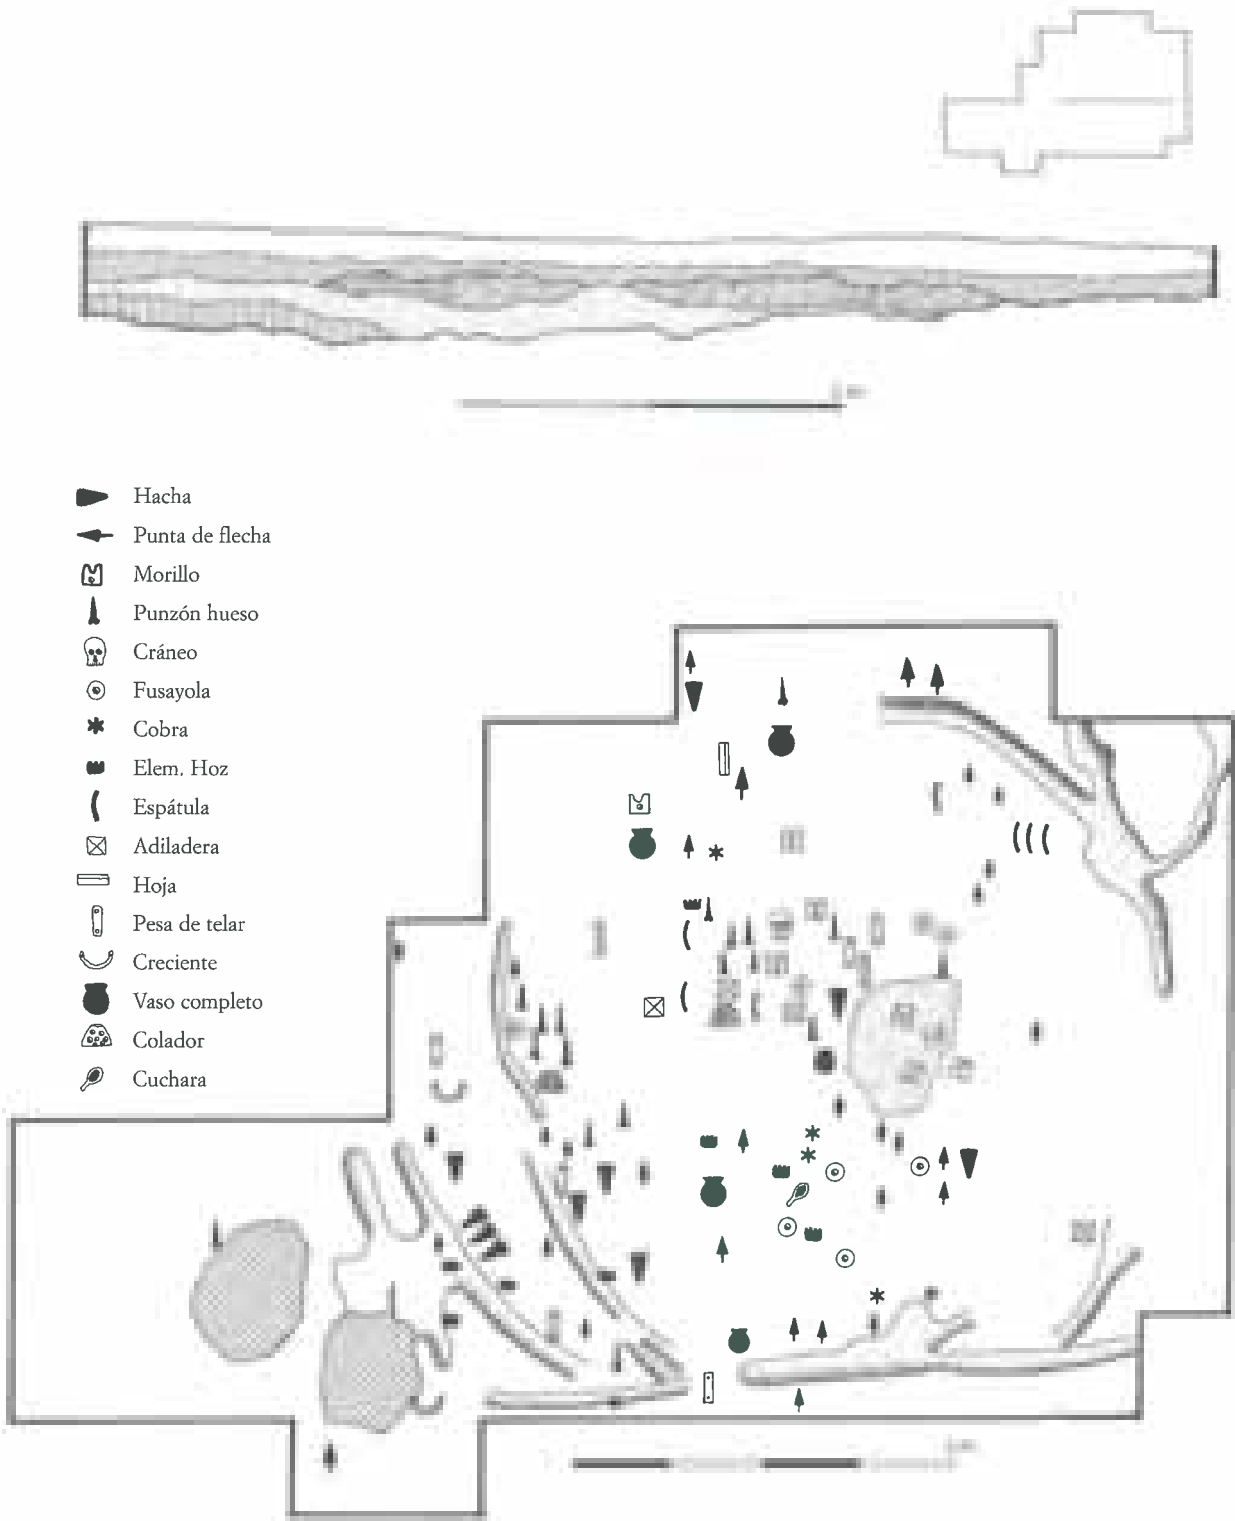 Hacha
Punta de flecha
Morillo
Punzón hueso
Cráneo
Fusayola
Cobra
Elem. Hoz
Espátula
Adiladera
Hoja
Pesa de telar
Creciente
Vaso completo
Colador
Cuchara